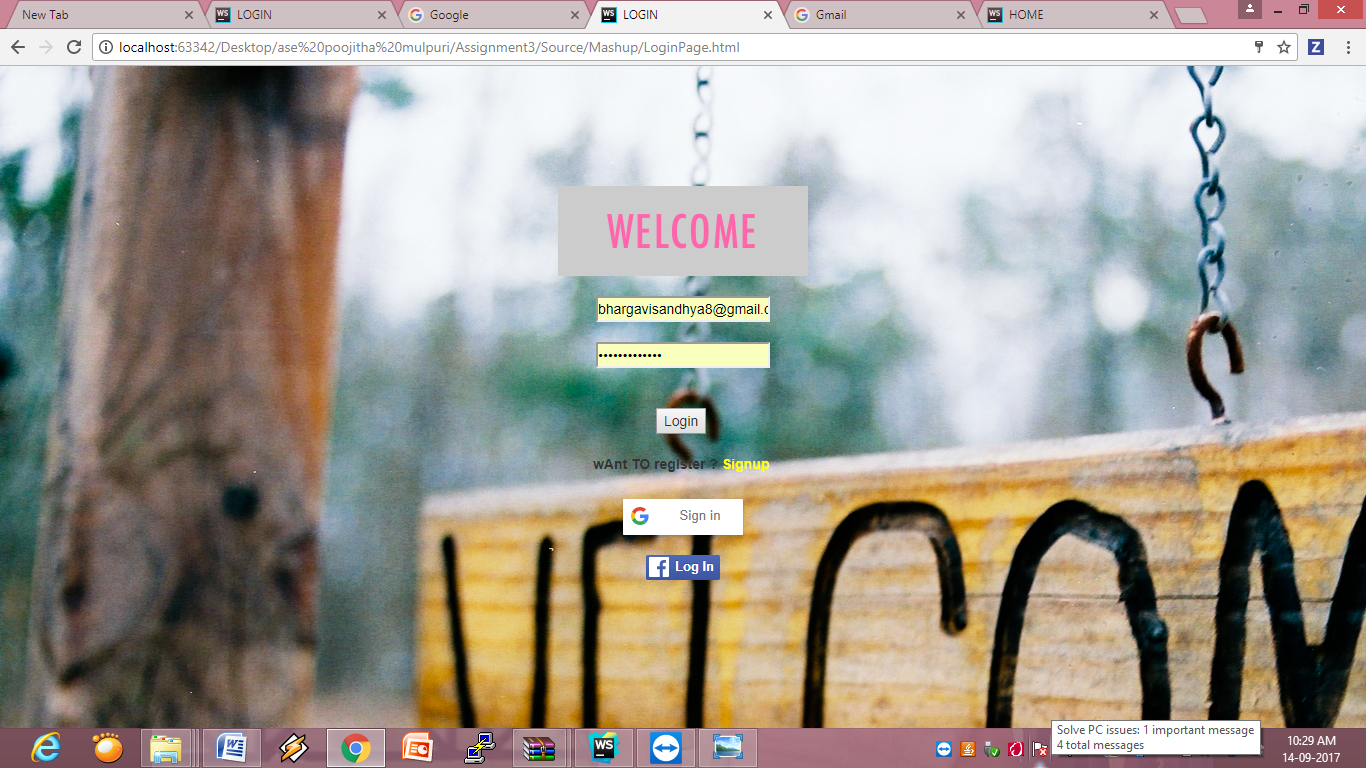 New Tab
LOGIN
Google
LOGIN
Gmail
HOME
localhost:63342/Desktop/ase%20poojitha%20mulpuri/Assignment3/Source/Mashup/LoginPage.html
WELCOME
bhargavisandhya8@gmail.c
•••••••••••••
Login
wAnt TO register ? Signup
Sign in
Log In
Solve PC issues: 1 important message
4 total messages
10:29 AM
14-09-2017